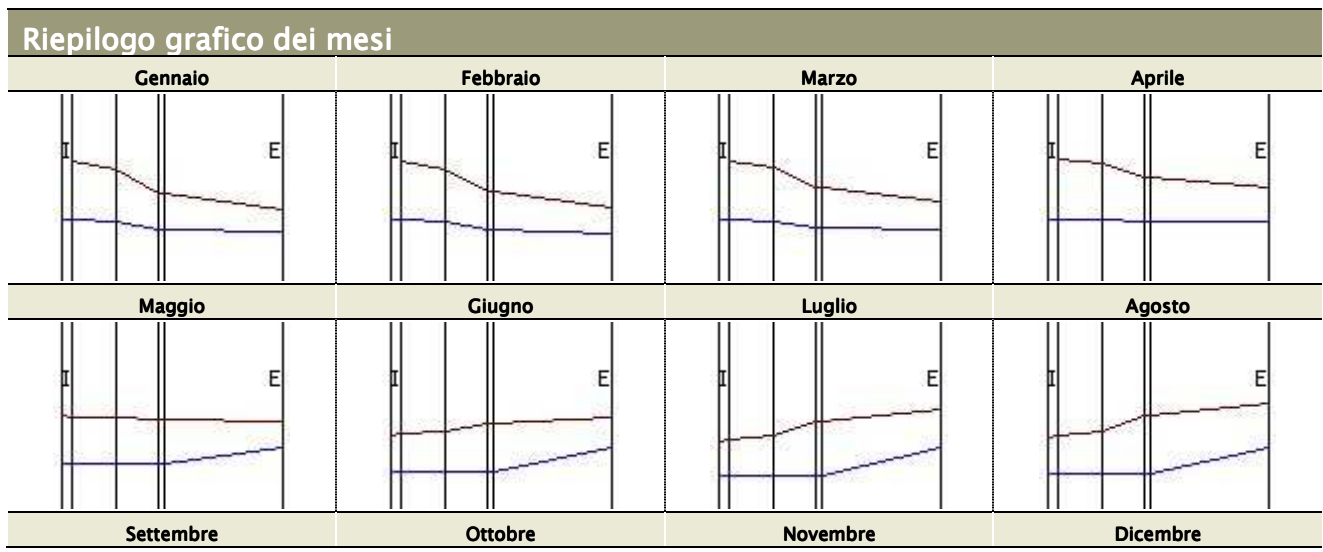 Riepilogo grafico dei mesi
Gennaio Febbraio Marzo Aprile
I E I E I E I E
Maggio Giugno Luglio Agosto
I E I E I E I E
Settembre Ottobre Novembre Dicembre